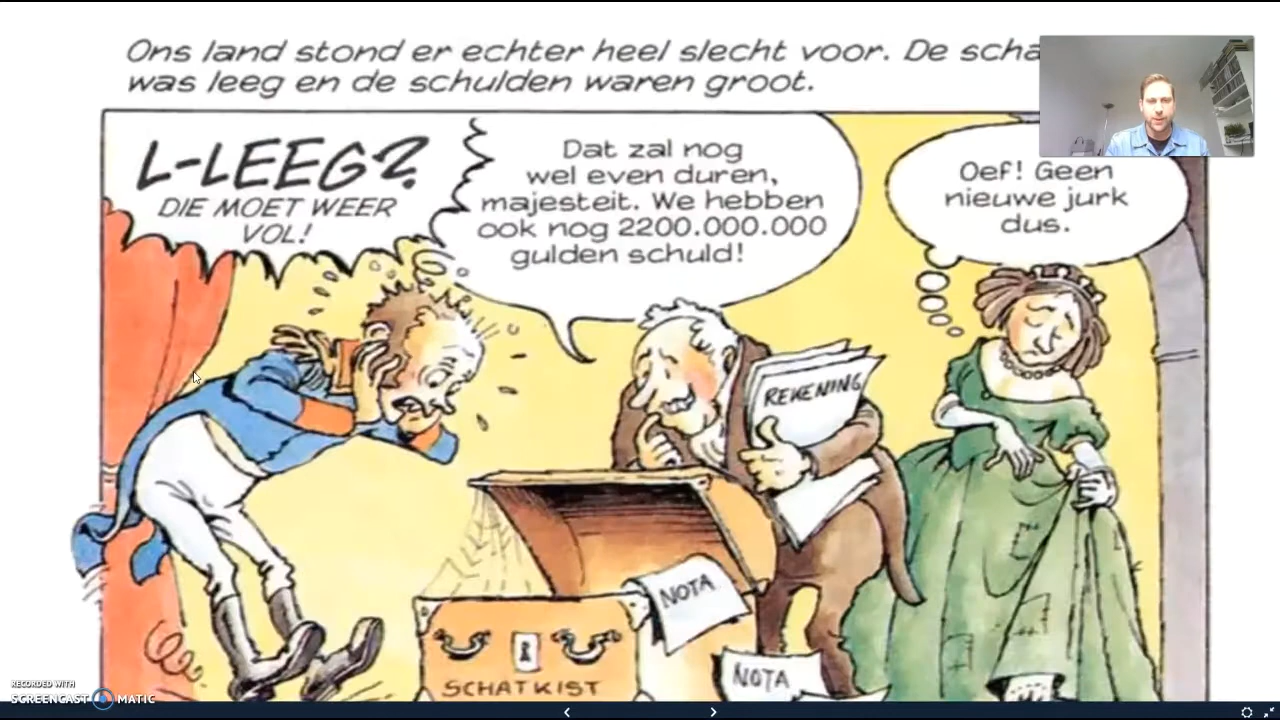 Ons land stond er echter heel slecht voor. De
was leeg en de schulden waren groot.
L-LEEG?
DIE MOET WEER
VOL!
Dat zal nog
wel even duren,
majesteit. We hebben
ook nog 2200.000.000
gulden schuld!
Oef! Geen
nieuwe jurk
dus.
REKENING
NOTA
NOTA
SCHATKIST
RECORDED WITH
SCREENCAST MATIC